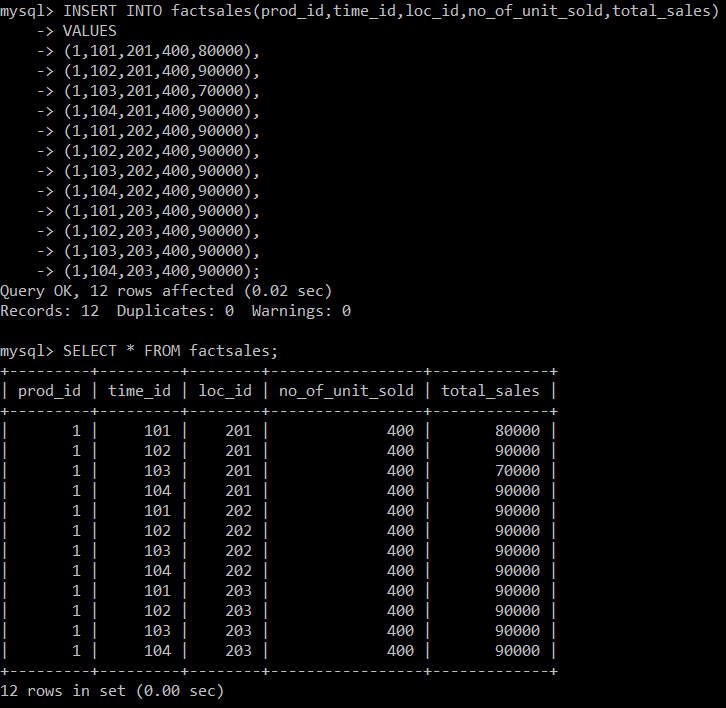 mysql> INSERT INTO factsales(prod_id,time_id,loc_id,no_of_unit_sold,total_sales)
    -> VALUES
    -> (1,101,201,400,80000),
    -> (1,102,201,400,90000),
    -> (1,103,201,400,70000),
    -> (1,104,201,400,90000),
    -> (1,101,202,400,90000),
    -> (1,102,202,400,90000),
    -> (1,103,202,400,90000),
    -> (1,104,202,400,90000),
    -> (1,101,203,400,90000),
    -> (1,102,203,400,90000),
    -> (1,103,203,400,90000),
    -> (1,104,203,400,90000);
Query OK, 12 rows affected (0.02 sec)
Records: 12  Duplicates: 0  Warnings: 0

mysql> SELECT * FROM factsales;
+---------+---------+--------+-----------------+-------------+
| prod_id | time_id | loc_id | no_of_unit_sold | total_sales |
+---------+---------+--------+-----------------+-------------+
|       1 |     101 |    201 |             400 |       80000 |
|       1 |     102 |    201 |             400 |       90000 |
|       1 |     103 |    201 |             400 |       70000 |
|       1 |     104 |    201 |             400 |       90000 |
|       1 |     101 |    202 |             400 |       90000 |
|       1 |     102 |    202 |             400 |       90000 |
|       1 |     103 |    202 |             400 |       90000 |
|       1 |     104 |    202 |             400 |       90000 |
|       1 |     101 |    203 |             400 |       90000 |
|       1 |     102 |    203 |             400 |       90000 |
|       1 |     103 |    203 |             400 |       90000 |
|       1 |     104 |    203 |             400 |       90000 |
+---------+---------+--------+-----------------+-------------+
12 rows in set (0.00 sec)